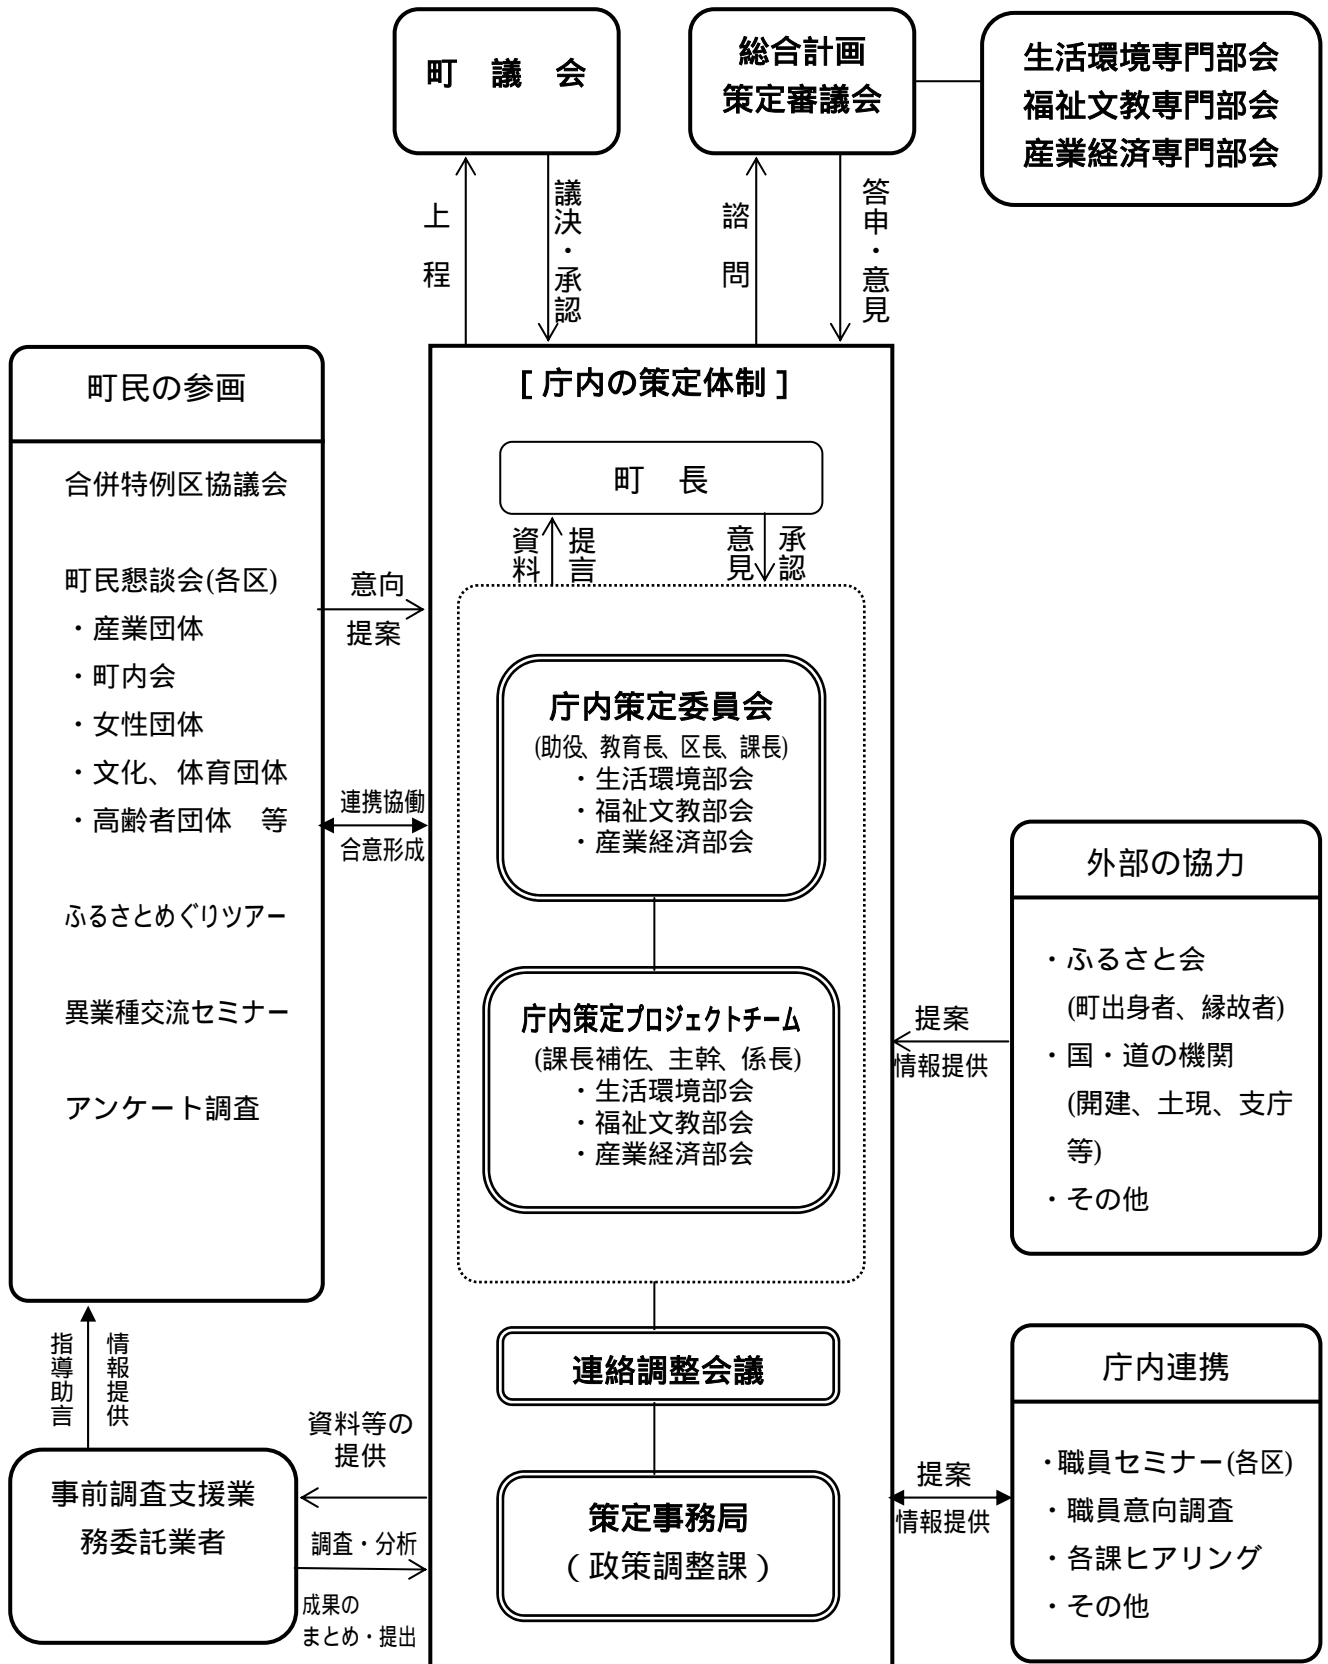 町　議　会
総合計画
策定審議会
生活環境専門部会
福祉文教専門部会
産業経済専門部会
上程
議決・承認
諮問
答申・意見
町民の参画
合併特例区協議会
町民懇談会(各区)
・産業団体
・町内会
・女性団体
・文化、体育団体
・高齢者団体　等
ふるさとめぐりツアー
異業種交流セミナー
アンケート調査
意向
提案
連携協働
合意形成
[ 庁内の策定体制 ]
町　長
資料
提言
意見
承認
庁内策定委員会
(助役、教育長、区長、課長)
・生活環境部会
・福祉文教部会
・産業経済部会
庁内策定プロジェクトチーム
(課長補佐、主幹、係長)
・生活環境部会
・福祉文教部会
・産業経済部会
連絡調整会議
策定事務局
( 政策調整課 )
外部の協力
・ふるさと会
(町出身者、縁故者)
・国・道の機関
(開建、土現、支庁
等)
・その他
提案
情報提供
庁内連携
・職員セミナー(各区)
・職員意向調査
・各課ヒアリング
・その他
提案
情報提供
指導助言
情報提供
事前調査支援業
務委託業者
資料等の
提供
調査・分析
成果の
まとめ・提出